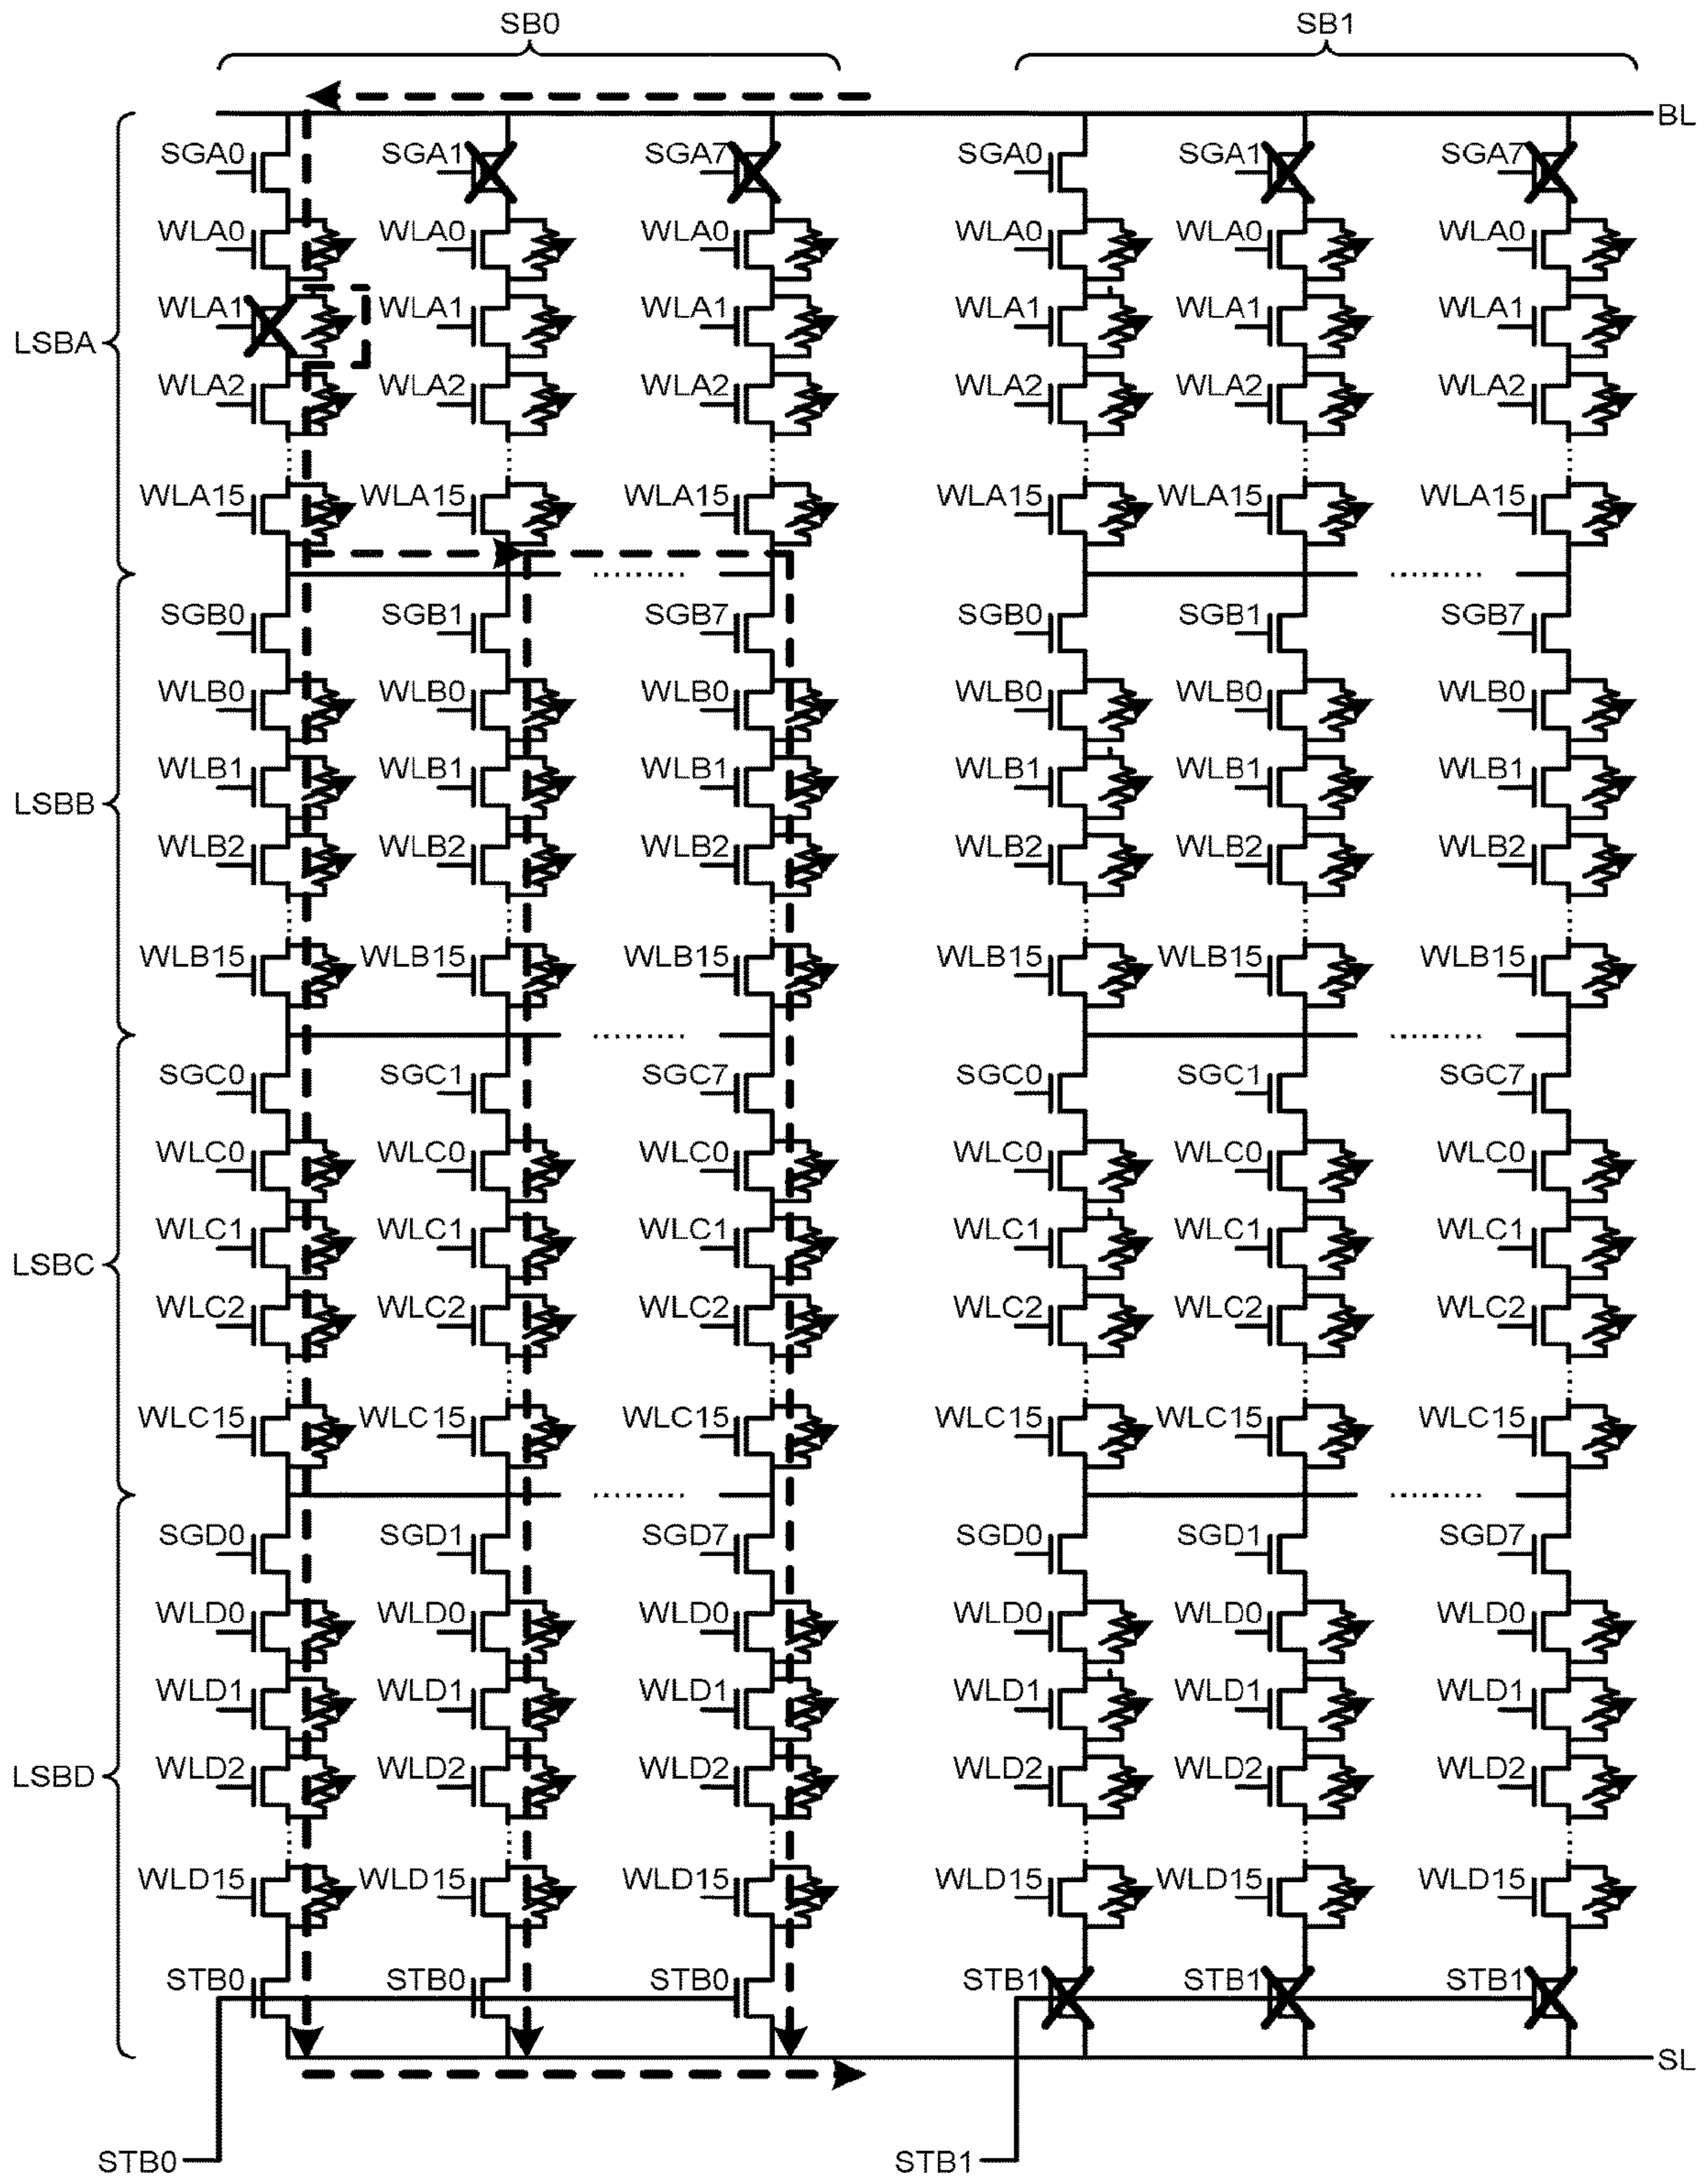 SB0 SB1
BL
SGA0 SGA1 SGA7 SGA0 SGA1 SGA7
WLA0 WLA0 WLA0 WLA0 WLA0 WLA0
WLA1 WLA1 WLA1 WLA1 WLA1 WLA1
LSBA
WLA2 WLA2 WLA2 WLA2 WLA2 WLA2
WLA15 WLA15 WLA15 WLA15 WLA15 WLA15
SGB0 SGB1 SGB7 SGB0 SGB1 SGB7
WLB0 WLB0 WLB0 WLB0 WLB0 WLB0
WLB1 WLB1 WLB1 WLB1 WLB1 WLB1
LSBB
WLB2 WLB2 WLB2 WLB2 WLB2 WLB2
WLB15 WLB15 WLB15 WLB15 WLB15 WLB15
SGC0 SGC1 SGC7 SGC0 SGC1 SGC7
WLC0 WLC0 WLC0 WLC0 WLC0 WLC0
WLC1 WLC1 WLC1 WLC1 WLC1 WLC1
LSBC
WLC2 WLC2 WLC2 WLC2 WLC2 WLC2
WLC15 WLC15 WLC15 WLC15 WLC15 WLC15
SGD0 SGD1 SGD7 SGD0 SGD1 SGD7
WLD0 WLD0 WLD0 WLD0 WLD0 WLD0
WLD1 WLD1 WLD1 WLD1 WLD1 WLD1
LSBD
WLD2 WLD2 WLD2 WLD2 WLD2 WLD2
WLD15 WLD15 WLD15 WLD15 WLD15 WLD15
STB0 STB0 STB0 STB1 STB1 STB1
SL
STB0 STB1